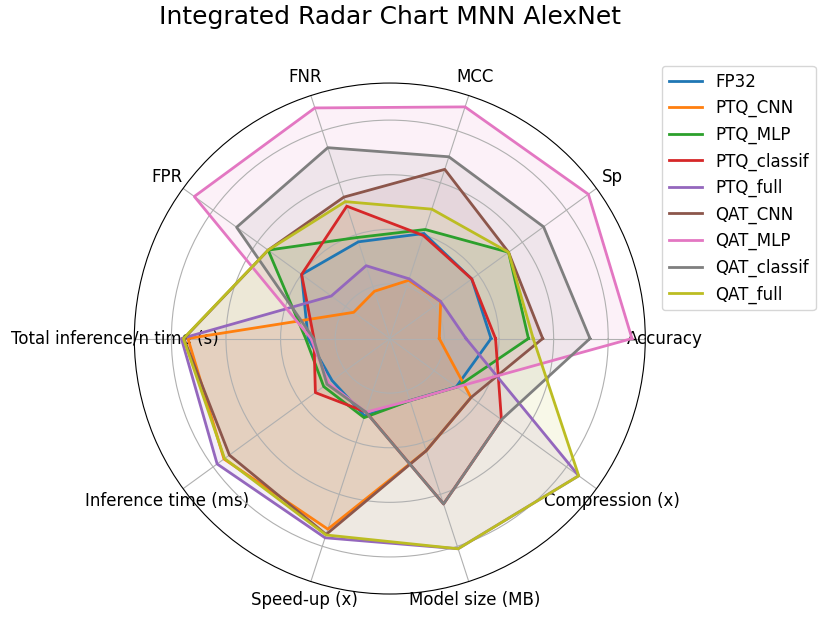 Integrated Radar Chart MNN AlexNet
FNR
MCC
FPR
Sp
Total inference/n time (s)
Accuracy
Inference time (ms)
Compression (x)
Speed-up (x)
Model size (MB)
FP32
PTQ_CNN
PTQ_MLP
PTQ_classif
PTQ_full
QAT_CNN
QAT_MLP
QAT_classif
QAT_full